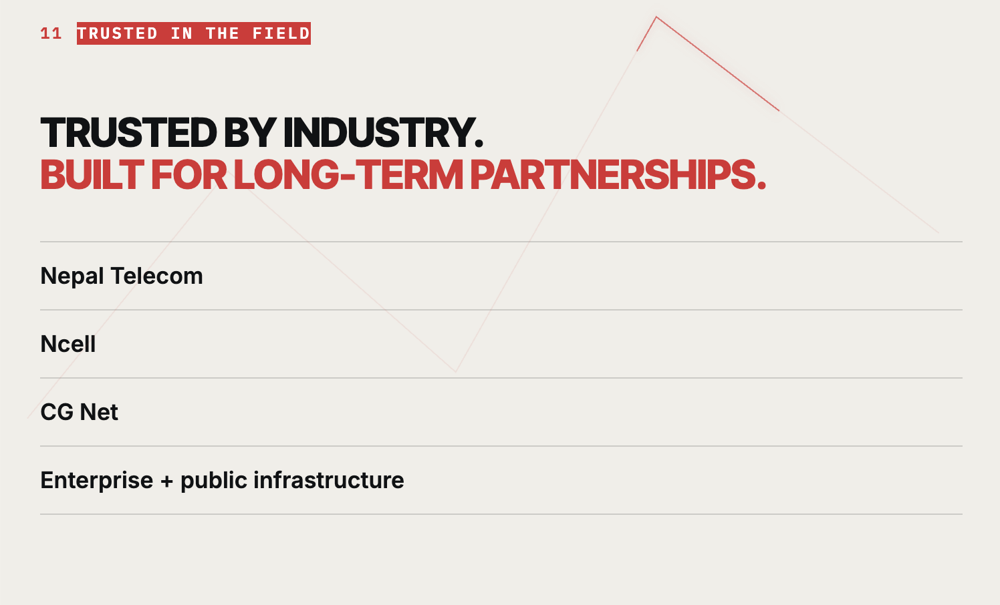 11 TRUSTED IN THE FIELD
TRUSTED BY INDUSTRY.
BUILT FOR LONG-TERM PARTNERSHIPS.
Nepal Telecom
Ncell
CG Net
Enterprise + public infrastructure